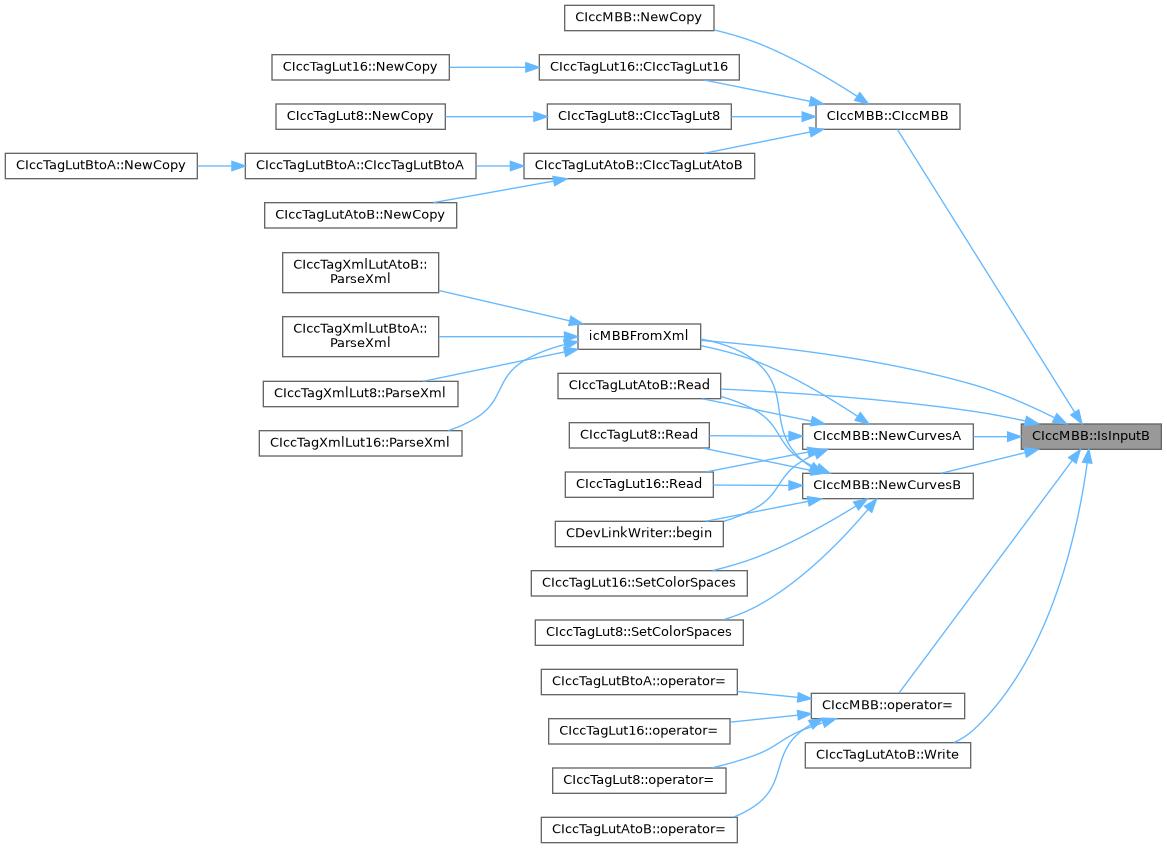 CIccMBB::NewCopy
CIccTagLut16::NewCopy
CIccTagLut16::CIccTagLut16
CIccTagLut8::NewCopy
CIccTagLut8::CIccTagLut8
CIccMBB::CIccMBB
CIccTagLutBtoA::NewCopy
CIccTagLutBtoA::CIccTagLutBtoA
CIccTagLutAtoB::CIccTagLutAtoB
CIccTagLutAtoB::NewCopy
CIccTagXmlLutAtoB::
ParseXml
CIccTagXmlLutBtoA::
ParseXml
icMBBFromXml
CIccTagXmlLut8::ParseXml
CIccTagLutAtoB::Read
CIccTagXmlLut16::ParseXml
CIccTagLut8::Read
CIccMBB::NewCurvesA
CIccMBB::IsInputB
CIccTagLut16::Read
CIccMBB::NewCurvesB
CDevLinkWriter::begin
CIccTagLut16::SetColorSpaces
CIccTagLut8::SetColorSpaces
CIccTagLutBtoA::operator=
CIccMBB::operator=
CIccTagLut16::operator=
CIccTagLutAtoB::Write
CIccTagLut8::operator=
CIccTagLutAtoB::operator=